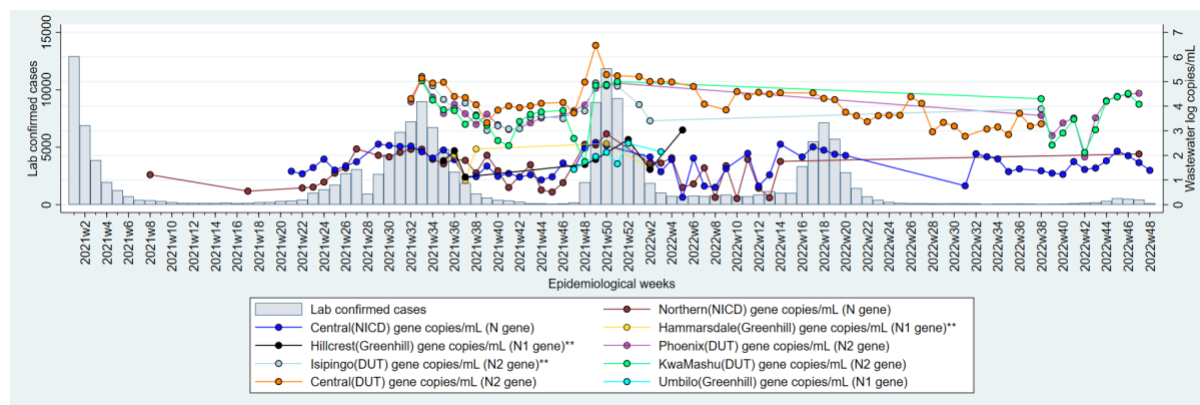 15000
10000
5000
0
Lab confirmed cases
7
6
5
4
3
2
1
0
Wastewater log copies/mL
2021w2
2021w4
2021w6
2021w8
2021w10
2021w12
2021w14
2021w16
2021w18
2021w20
2021w22
2021w24
2021w26
2021w28
2021w30
2021w32
2021w34
2021w36
2021w38
2021w40
2021w42
2021w44
2021w46
2021w48
2021w50
2021w52
2022w2
2022w4
2022w6
2022w8
2022w10
2022w12
2022w14
2022w16
2022w18
2022w20
2022w22
2022w24
2022w26
2022w28
2022w30
2022w32
2022w34
2022w36
2022w38
2022w40
2022w42
2022w44
2022w46
2022w48
Epidemiological weeks
Lab confirmed cases
Northern(NICD) gene copies/mL (N gene)
Central(NICD) gene copies/mL (N gene)
Hammarsdale(Greenhill) gene copies/mL (N1 gene)**
Hillcrest(Greenhill) gene copies/mL (N1 gene)**
Phoenix(DUT) gene copies/mL (N2 gene)
Isipingo(DUT) gene copies/mL (N2 gene)**
KwaMashu(DUT) gene copies/mL (N2 gene)
Central(DUT) gene copies/mL (N2 gene)
Umbilo(Greenhill) gene copies/mL (N1 gene)